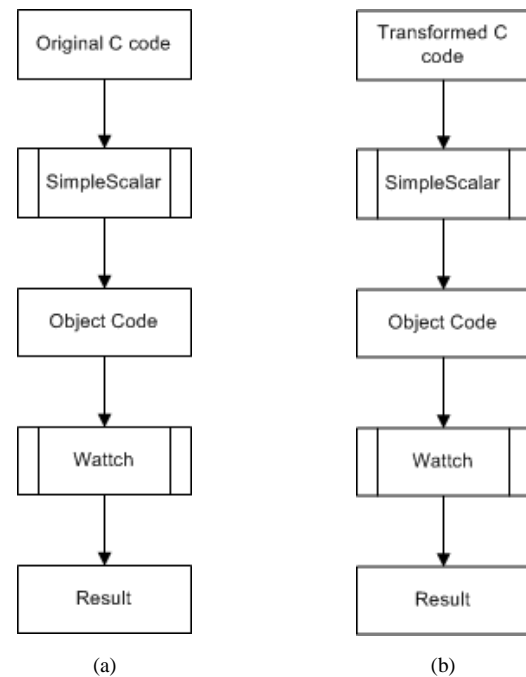 Original C code
SimpleScalar
Object Code
Wattch
Result
(a)
Transformed C
code
SimpleScalar
Object Code
Wattch
Result
(b)